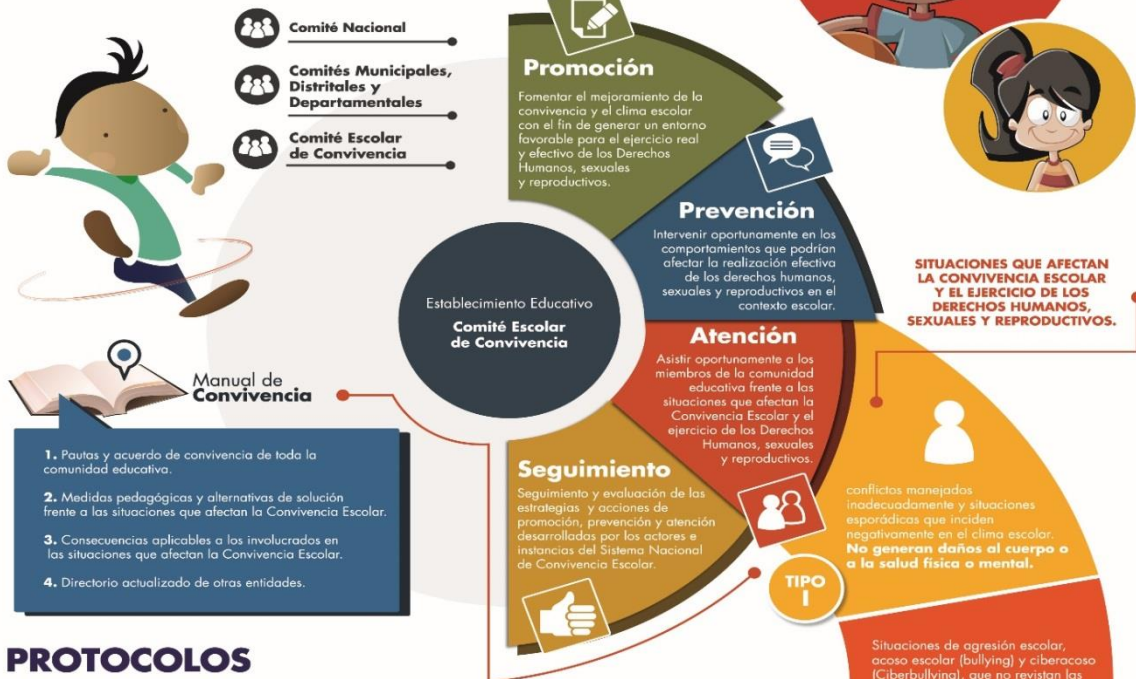 Comité Nacional
Comités Municipales,
Distritales y
Departamentales
Comité Escolar
de Convivencia
Promoción
Fomentar el mejoramiento de la
convivencia y el clima escolar
con el fin de generar un entorno
favorable para el ejercicio real
y efectivo de los Derechos
Humanos, sexuales
y reproductivos.
Prevención
Intervenir oportunamente en los
comportamientos que podrían
afectar la realización efectiva
de los derechos humanos,
sexuales y reproductivos en el
contexto escolar.
Establecimiento Educativo
Comité Escolar
de Convivencia
Atención
Asistir oportunamente a los
miembros de la comunidad
educativa frente a las
situaciones que afectan la
Convivencia Escolar y el
ejercicio de los Derechos
Humanos, sexuales
y reproductivos.
Seguimiento
Seguimiento y evaluación de las
estrategias y acciones de
promoción, prevención y atención
desarrolladas por los actores e
instancias del Sistema Nacional
de Convivencia Escolar.
SITUACIONES QUE AFECTAN
LA CONVIVENCIA ESCOLAR
Y EL EJERCICIO DE LOS
DERECHOS HUMANOS,
SEXUALES Y REPRODUCTIVOS.
conflictos manejados
inadecuadamente y situaciones
esporádicas que inciden
negativamente en el clima escolar.
No generan daños al cuerpo o
a la salud física o mental.
TIPO
I
Situaciones de agresión escolar,
acoso escolar (bullying) y ciberacoso
(Ciberbullying), que no revistan las
Manual de
Convivencia
1. Pautas y acuerdo de convivencia de toda la
comunidad educativa.
2. Medidas pedagógicas y alternativas de solución
frente a las situaciones que afectan la Convivencia Escolar.
3. Consecuencias aplicables a los involucrados en
las situaciones que afectan la Convivencia Escolar.
4. Directorio actualizado de otras entidades.
PROTOCOLOS